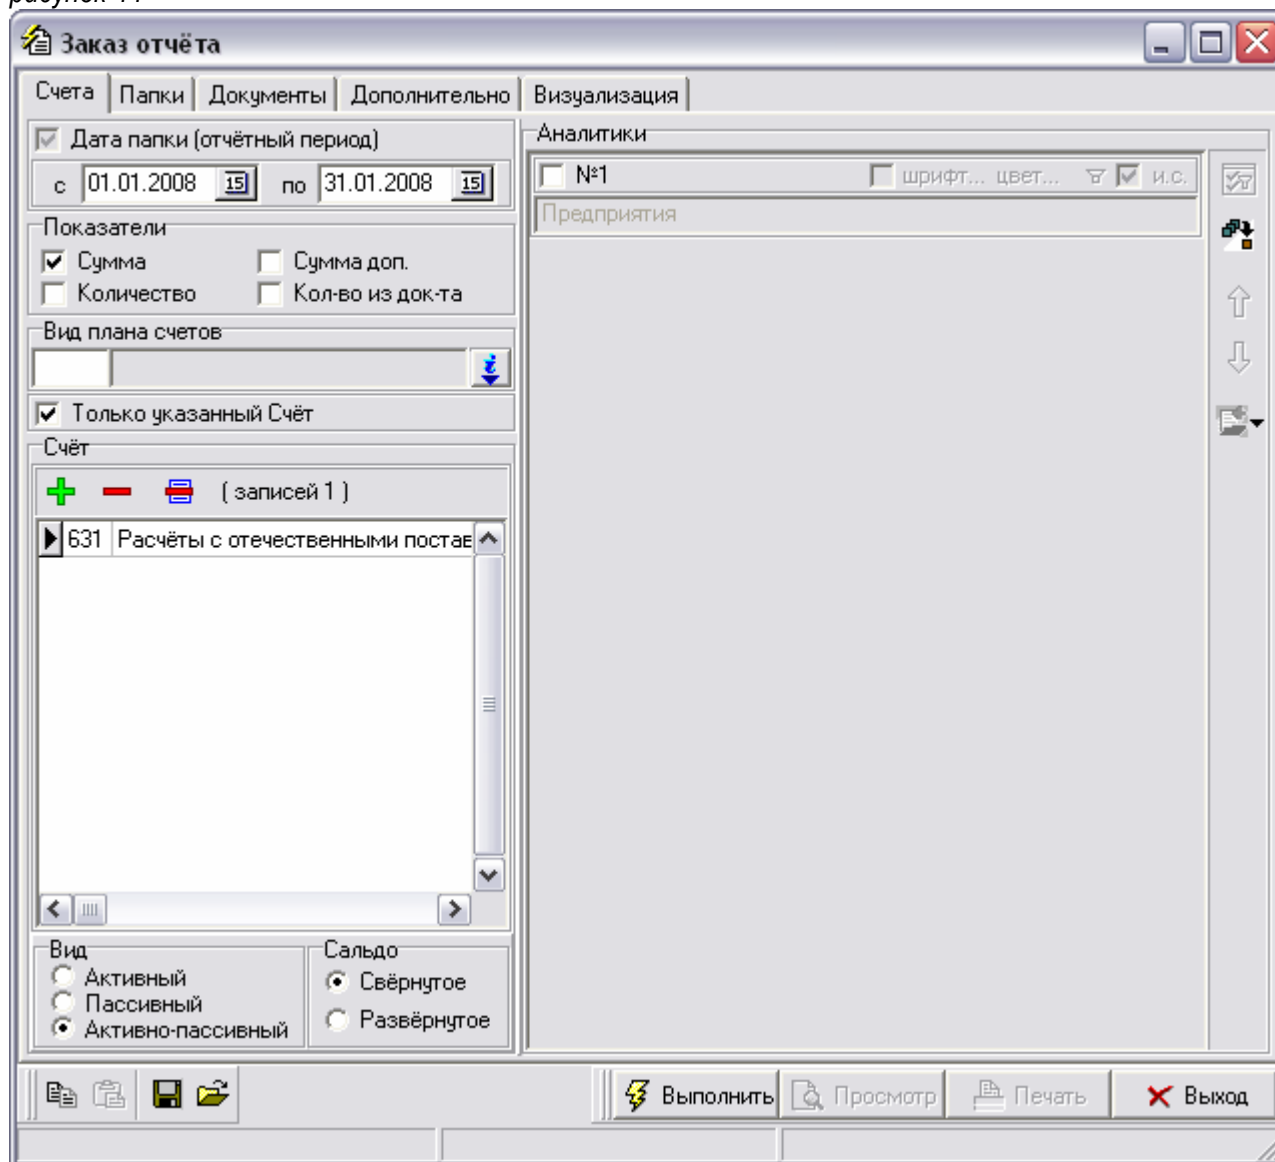 рисунок 44
Заказ отчёта
Счета Папки Документы Дополнительно Визуализация
Дата папки (отчётный период)
с 01.01.2008 15 по 31.01.2008 15
Показатели
Сумма Сумма доп.
Количество Кол-во из док-та
Вид плана счетов
Только указанный Счёт
Счёт
( записей 1 )
631 Расчёты с отечественными постав
Вид
Активный
Пассивный
Активно-пассивный
Сальдо
Свёрнутое
Развёрнутое
Аналитики
№1 шрифт... цвет... и.с.
Предприятия
Выполнить Просмотр Печать Выход